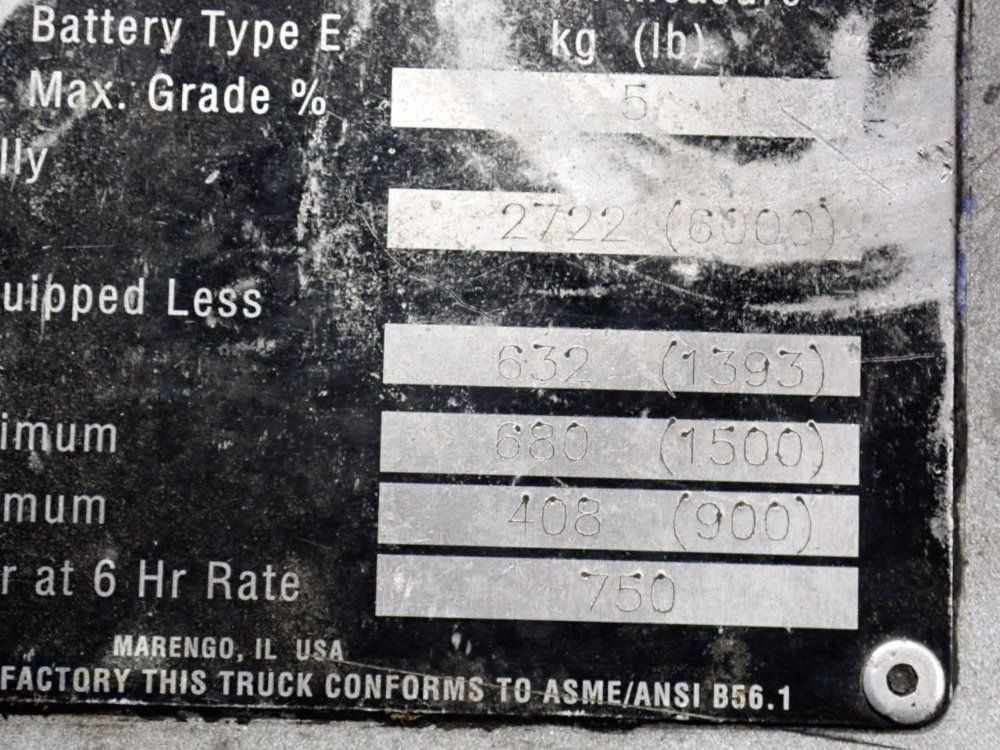 Battery Type E
kg (lb)
Max. Grade % 5
lly
2722 (6000)
uipped Less
632 (1393)
imum 680 (1500)
mum 408 (900)
r at 6 Hr Rate 750
MARENGO, IL USA
FACTORY THIS TRUCK CONFORMS TO ASME/ANSI B56.1